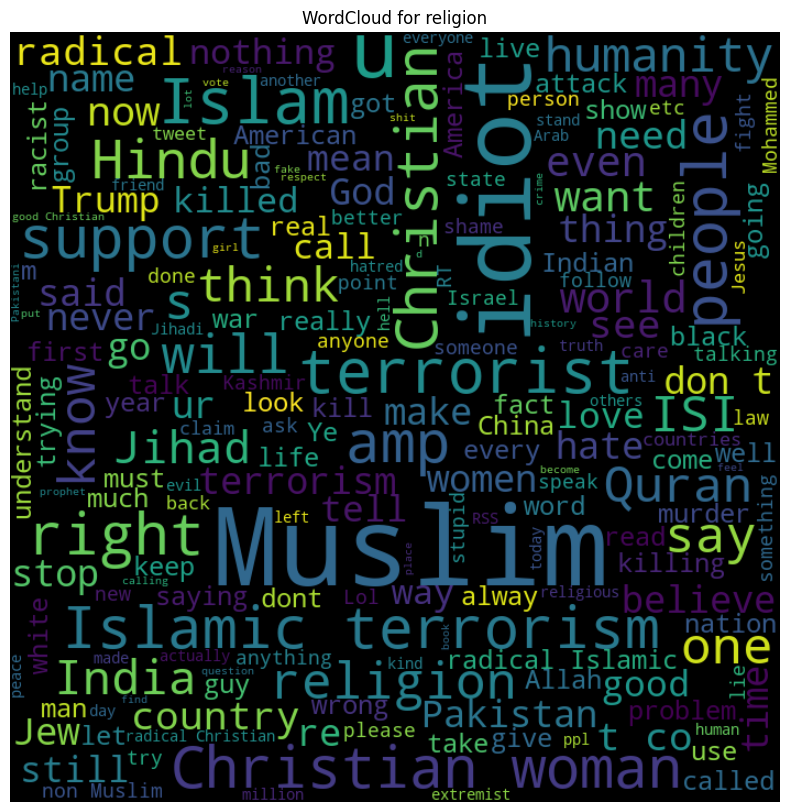 WordCloud for religion
radical nothing u everyone live humanity
help vote reason another
name now Islam lot got America attack many
shit person show etc Mohammed
racist group tweet American mean Christian idiot stand Arab need fight
Hindu bad fake respect God state crime even people
friend Trump killed better shame want children going
good Christian girl real call d n hatred RT thing Jesus
support m done point hell Israel Indian follow
Pakistani put said s think world
never Jihadi war really anyone someone history see black
first go will terrorist truth care talking
understand trying talk Kashmir anti don t
know year ur look kill make fact China love others ISI law
claim ask Ye hate countries well
Jihad life amp every women come
must evil become speak feel
prophet much back terrorism tell stupid word Quran murder something
right left Muslim RSS today read say
stop keep calling place killing
new saying dont Lol way alway religious believe
white Islamic terrorism book nation one
peace made actually anything kind radical Islamic
India question guy religion wrong Allah good lie time
man day find country Pakistan problem human
Jew let radical Christian re please take give ppl t co use
still try Christian woman called
non Muslim million extremist